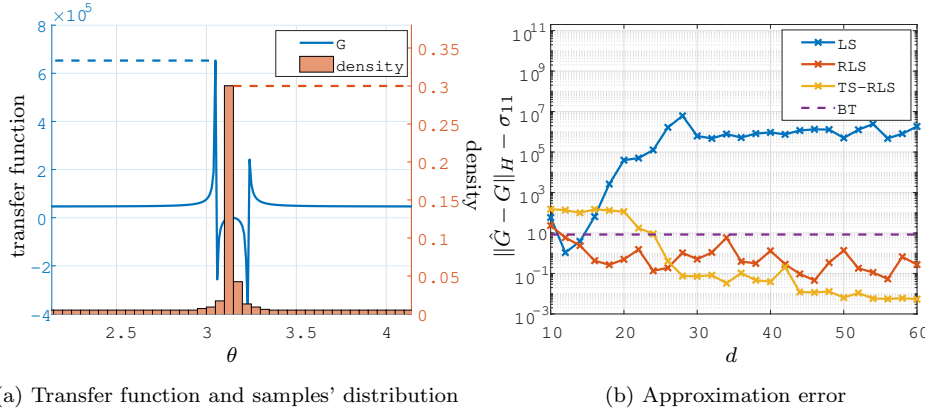 ×10⁵
8
6
4
2
0
−2
−4
transfer function
2.5
3
3.5
4
θ
G
density
0.35
0.3
0.25
0.2
0.15
0.1
0.05
0
density
(a) Transfer function and samples' distribution
‖Ĝ − G‖_H − σ₁₁
10¹¹
10⁹
10⁷
10⁵
10³
10¹
10⁻¹
10⁻³
10
20
30
40
50
60
d
LS
RLS
TS−RLS
BT
(b) Approximation error